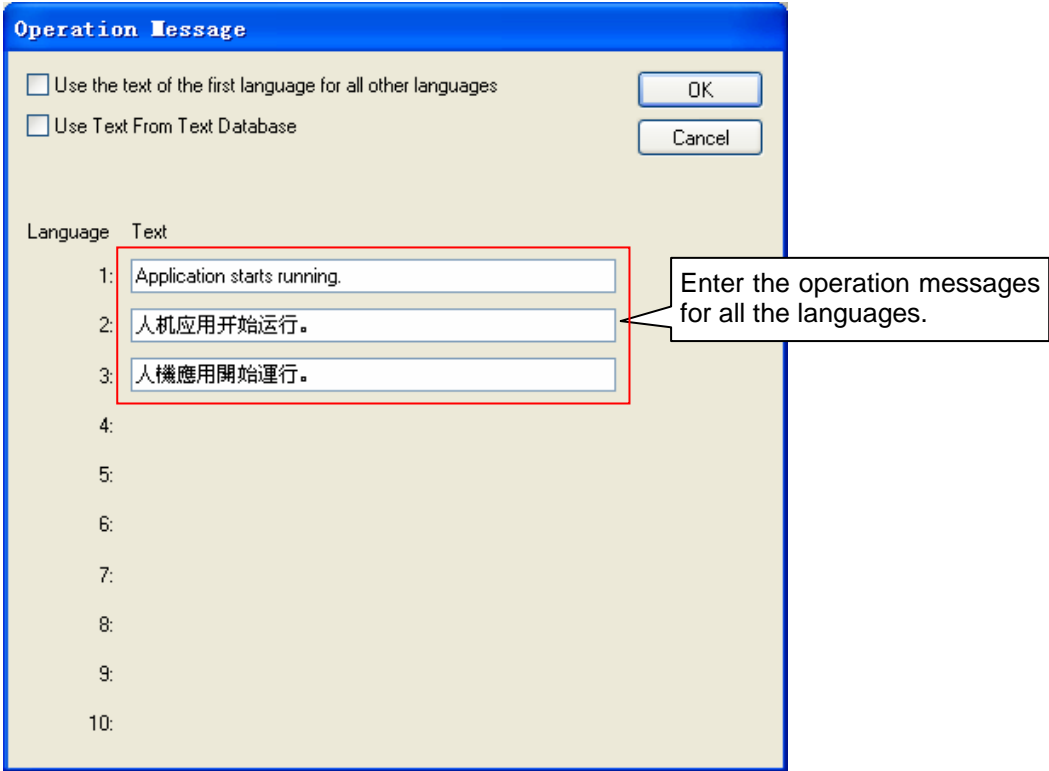 Operation Message
Use the text of the first language for all other languages
OK
Use Text From Text Database
Cancel
Language Text
1: Application starts running.
Enter the operation messages
for all the languages.
2: 人机应用开始运行。
3: 人機應用開始運行。
4:
5:
6:
7:
8:
9:
10: